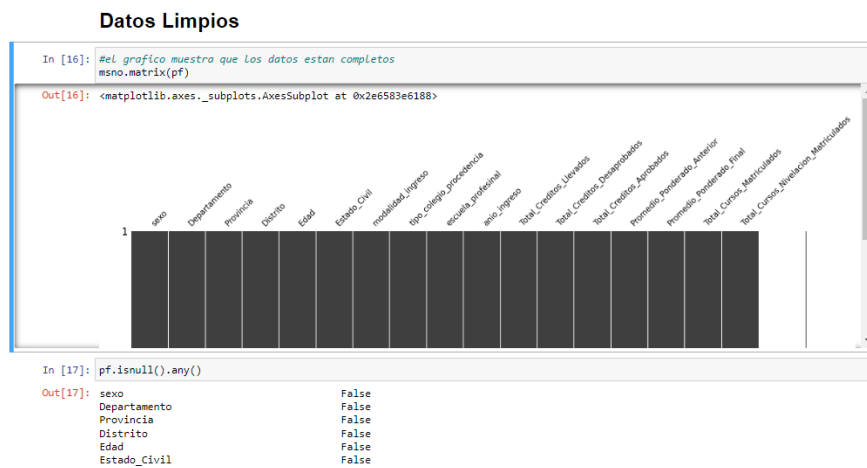 Datos Limpios
In [16]: #el grafico muestra que los datos estan completos
msno.matrix(pf)
Out[16]: <matplotlib.axes._subplots.AxesSubplot at 0x2e6583e6188>
sexo
Departamento
Provincia
Distrito
Edad
Estado_Civil
modalidad_ingreso
tipo_colegio_procedencia
escuela_profesinal
anio_ingreso
Total_Creditos_Llevados
Total_Creditos_Desaprobados
Total_Creditos_Aprobados
Promedio_Ponderado_Anterior
Promedio_Ponderado_Final
Total_Cursos_Matriculados
Total_Cursos_Nivelacion_Matriculados
1
In [17]: pf.isnull().any()
Out[17]: sexo False
Departamento False
Provincia False
Distrito False
Edad False
Estado_Civil False